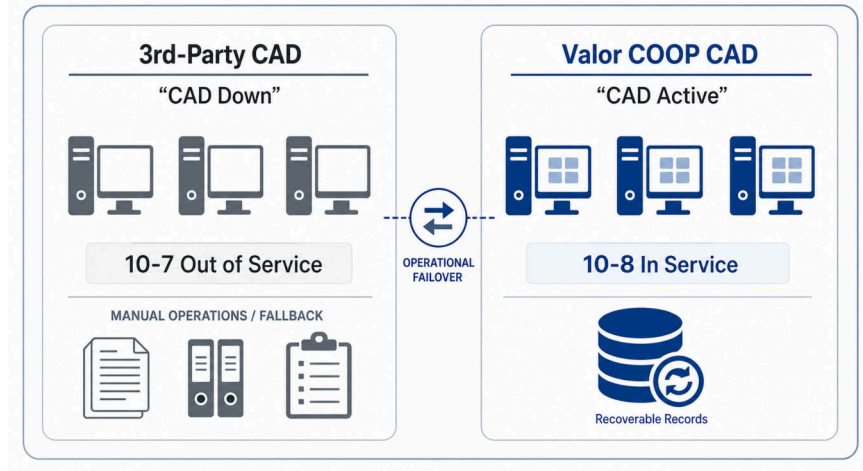 3rd-Party CAD
“CAD Down”
10-7 Out of Service
MANUAL OPERATIONS / FALLBACK
OPERATIONAL
FAILOVER
Valor COOP CAD
“CAD Active”
10-8 In Service
Recoverable Records